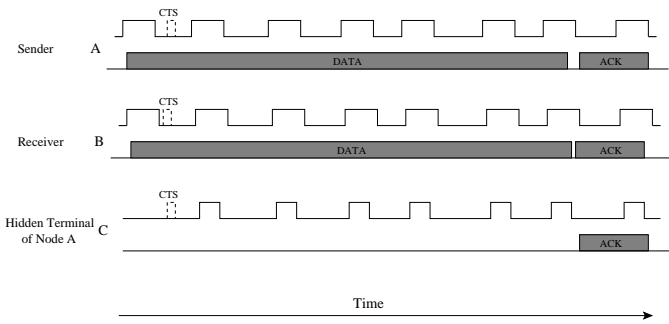 CTS
Sender A
DATA ACK
CTS
Receiver B
DATA ACK
CTS
Hidden Terminal
of Node A C
ACK
Time